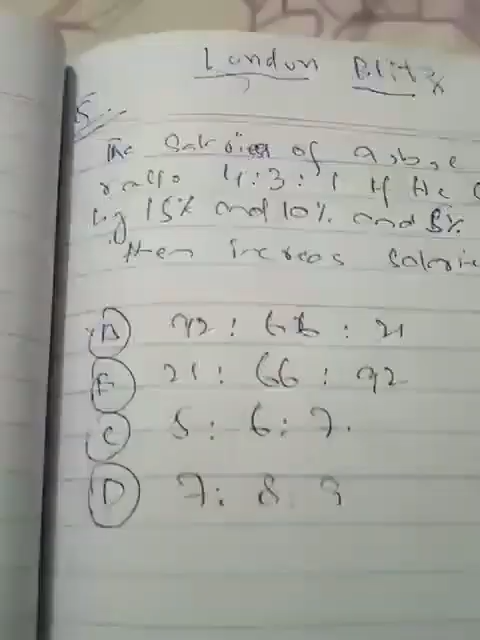 London Blitz
5.
The Salaries of a, b, c
ratio 4:3:1 If the
by 15% and 10% and 5%
then increas Salarie
A 92 : 66 : 21
21 : 66 : 92
C 5 : 6 : 7.
D 7 : 8 9